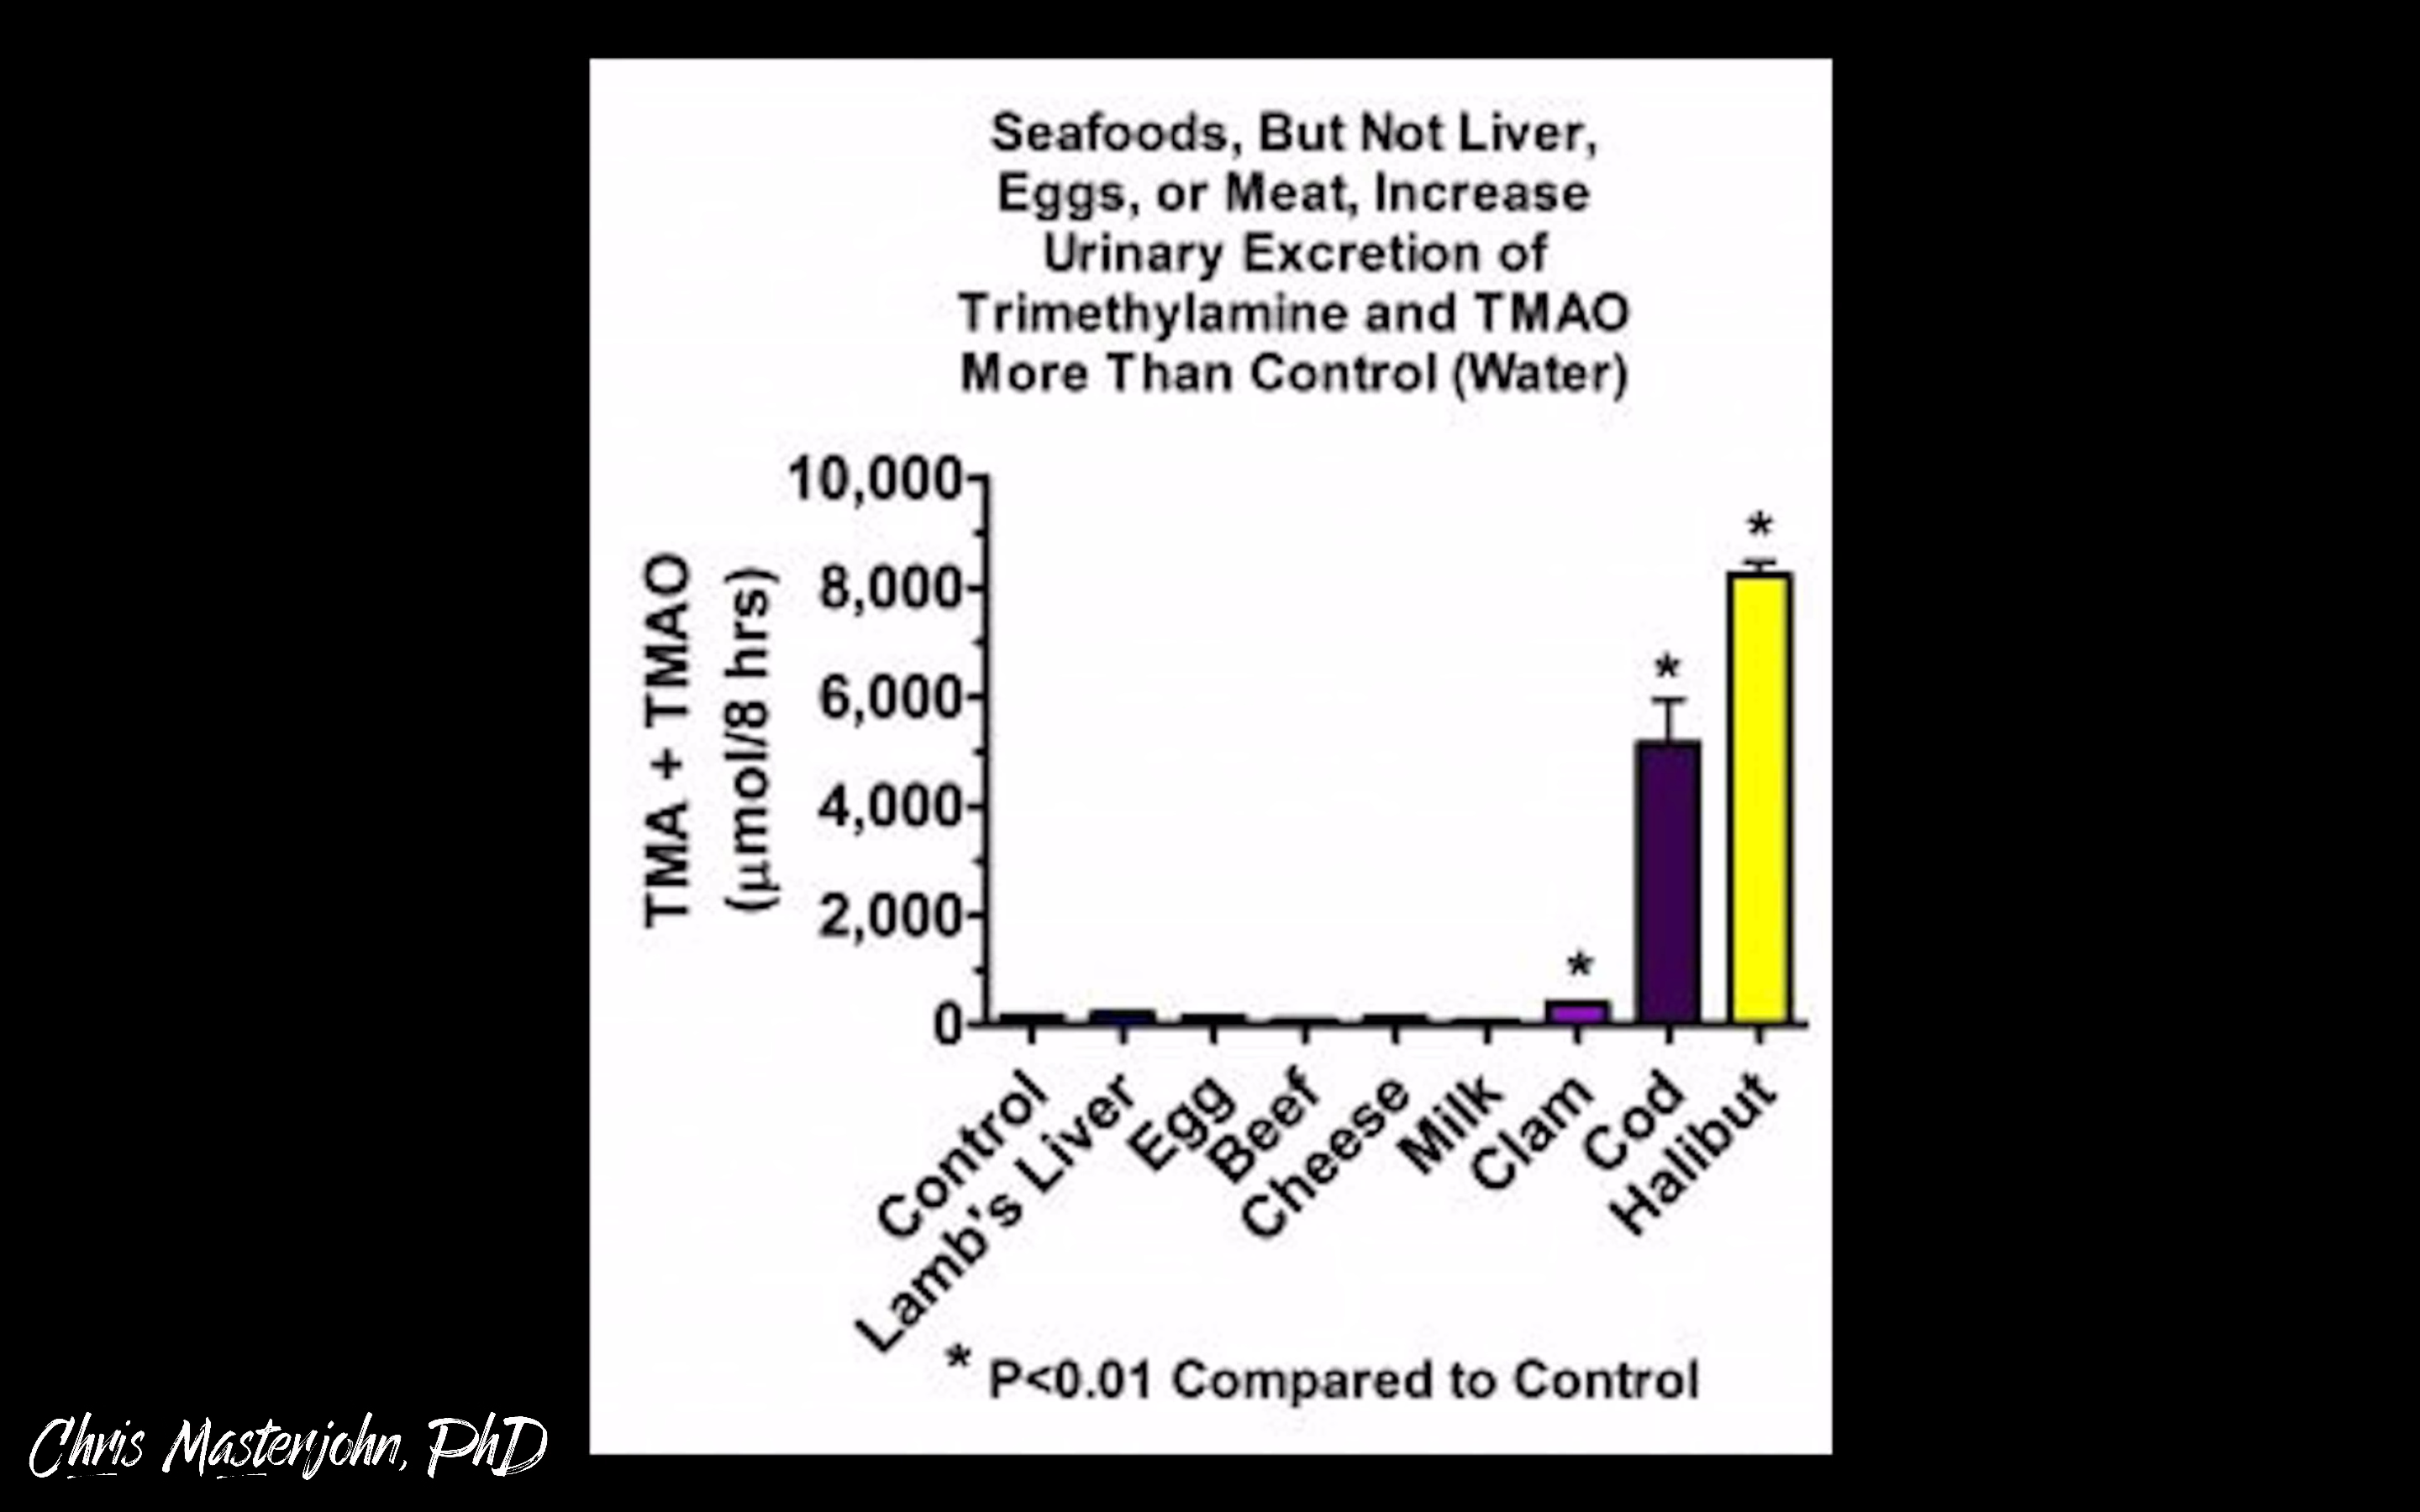 Seafoods, But Not Liver,
Eggs, or Meat, Increase
Urinary Excretion of
Trimethylamine and TMAO
More Than Control (Water)
TMA + TMAO
(μmol/8 hrs)
10,000
8,000
6,000
4,000
2,000
0
*
*
*
Control
Lamb's Liver
Egg
Beef
Cheese
Milk
Clam
Cod
Halibut
* P<0.01 Compared to Control
Chris Masterjohn, PhD